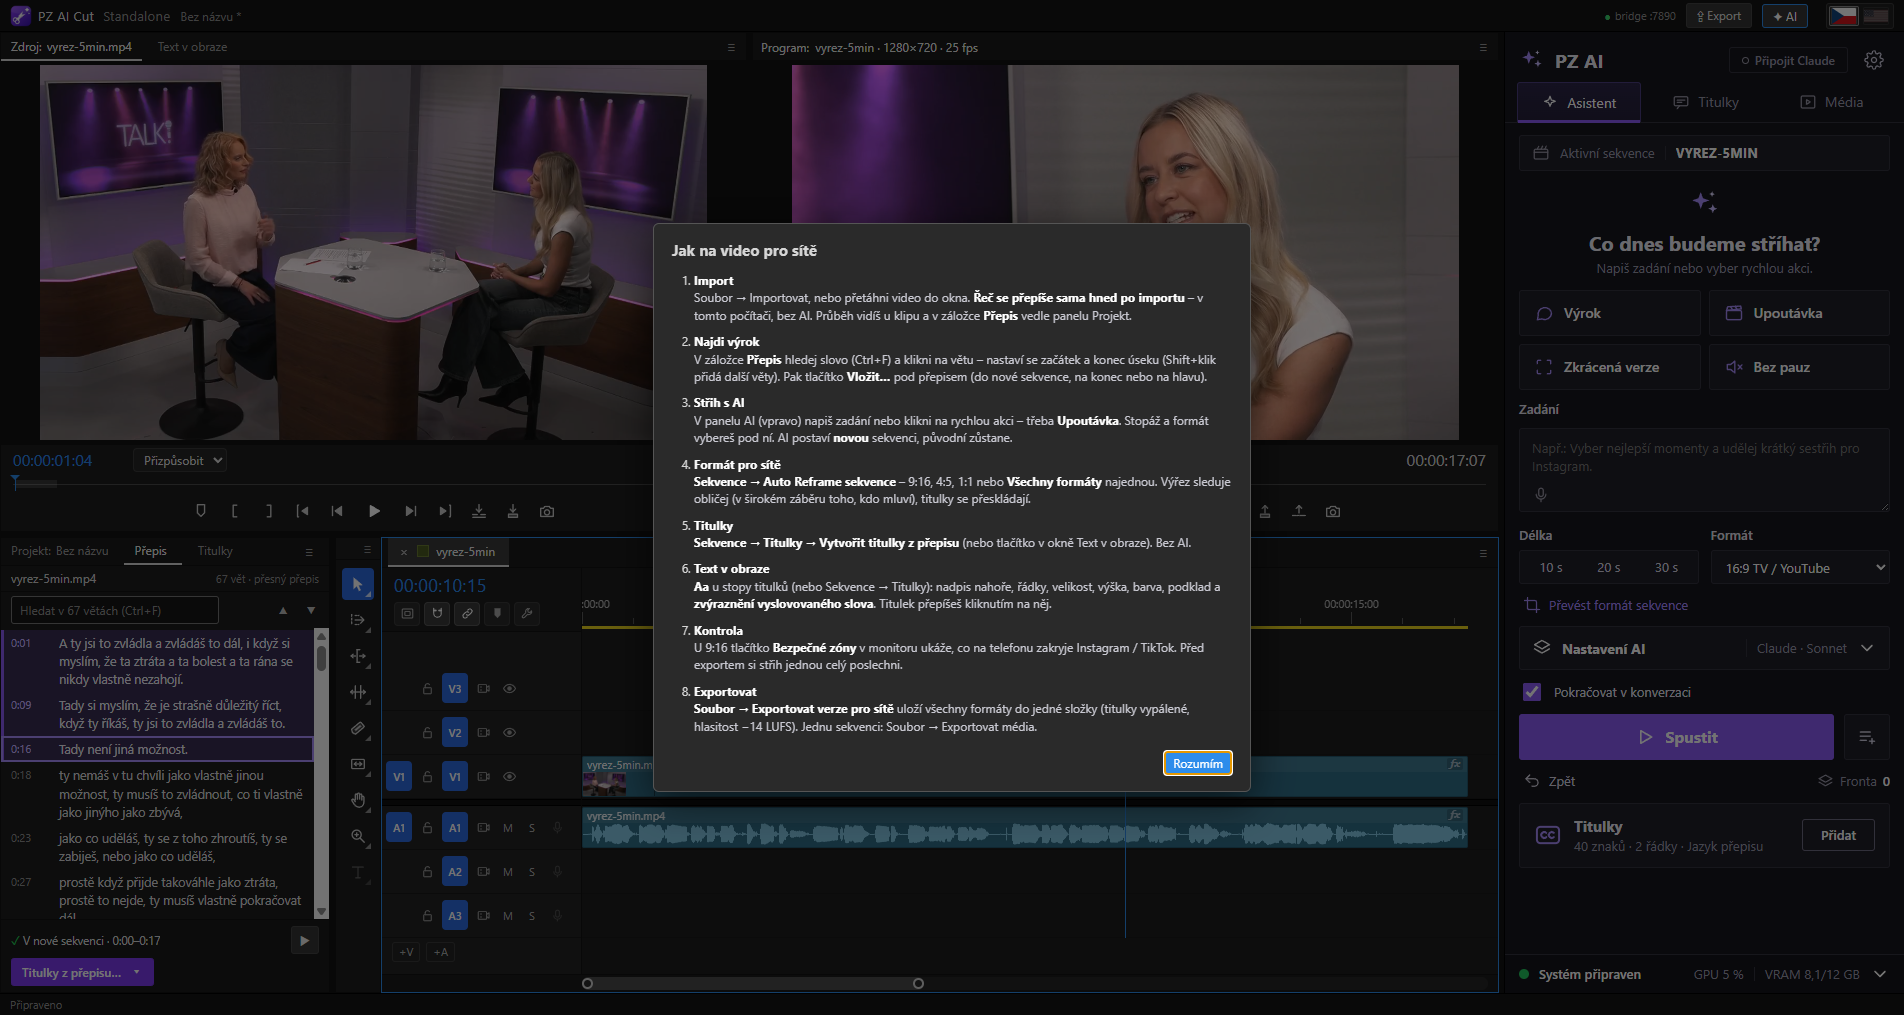 PZ AI Cut Standalone Bez názvu *
bridge :7890 Export AI
Zdroj: vyrez-5min.mp4 Text v obraze
Program: vyrez-5min · 1280×720 · 25 fps
TALK!
00:00:01:04 Přizpůsobit
00:00:17:07
Jak na video pro sítě
1. Import
Soubor → Importovat, nebo přetáhni video do okna. Řeč se přepíše sama hned po importu – v
tomto počítači, bez AI. Průběh vidíš u klipu a v záložce Přepis vedle panelu Projekt.
2. Najdi výrok
V záložce Přepis hledej slovo (Ctrl+F) a klikni na větu – nastaví se začátek a konec úseku (Shift+klik
přidá další věty). Pak tlačítko Vložit... pod přepisem (do nové sekvence, na konec nebo na hlavu).
3. Střih s AI
V panelu AI (vpravo) napiš zadání nebo klikni na rychlou akci – třeba Upoutávka. Stopáž a formát
vybereš pod ní. AI postaví novou sekvenci, původní zůstane.
4. Formát pro sítě
Sekvence → Auto Reframe sekvence – 9:16, 4:5, 1:1 nebo Všechny formáty najednou. Výřez sleduje
obličej (v širokém záběru toho, kdo mluví), titulky se přeskládají.
5. Titulky
Sekvence → Titulky → Vytvořit titulky z přepisu (nebo tlačítko v okně Text v obraze). Bez AI.
6. Text v obraze
Aa u stopy titulků (nebo Sekvence → Titulky): nadpis nahoře, řádky, velikost, výška, barva, podklad a
zvýraznění vyslovovaného slova. Titulek přepíšeš kliknutím na něj.
7. Kontrola
U 9:16 tlačítko Bezpečné zóny v monitoru ukáže, co na telefonu zakryje Instagram / TikTok. Před
exportem si střih jednou celý poslechni.
8. Exportovat
Soubor → Exportovat verze pro sítě uloží všechny formáty do jedné složky (titulky vypálené,
hlasitost −14 LUFS). Jednu sekvenci: Soubor → Exportovat média.
Rozumím
Projekt: Bez názvu Přepis Titulky
vyrez-5min.mp4 67 vět · přesný přepis
Hledat v 67 větách (Ctrl+F)
0:01 A ty jsi to zvládla a zvládáš to dál, i když si
myslím, že ta ztráta a ta bolest a ta rána se
nikdy vlastně nezahojí.
0:09 Tady si myslím, že je strašně důležitý říct,
když ty říkáš, ty jsi to zvládla a zvládáš to.
0:16 Tady není jiná možnost.
0:18 ty nemáš v tu chvíli jako vlastně jinou
možnost, ty musíš to zvládnout, co ti vlastně
jako jinýho jako zbývá,
0:23 jako co uděláš, ty se z toho zhroutíš, ty se
zabiješ, nebo jako co uděláš,
0:27 prostě když přijde takováhle jako ztráta,
prostě to nejde, ty musíš vlastně pokračovat
dál
✓ V nové sekvenci · 0:00–0:17
Titulky z přepisu...
Připraveno
× vyrez-5min
00:00:10:15
:00:00 00:00:15:00
V3
V2
V1 V1
vyrez-5min.m
fx
A1 A1 M S
vyrez-5min.mp4
fx
A2 M S
A3 M S
+V +A
PZ AI Připojit Claude
Asistent Titulky Média
Aktivní sekvence VYREZ-5MIN
Co dnes budeme stříhat?
Napiš zadání nebo vyber rychlou akci.
Výrok Upoutávka
Zkrácená verze Bez pauz
Zadání
Např.: Vyber nejlepší momenty a udělej krátký sestřih pro
Instagram.
Délka Formát
10 s 20 s 30 s 16:9 TV / YouTube
Převést formát sekvence
Nastavení AI Claude · Sonnet
Pokračovat v konverzaci
Spustit
Zpět Fronta 0
CC Titulky
40 znaků · 2 řádky · Jazyk přepisu
Přidat
Systém připraven GPU 5 % VRAM 8,1/12 GB